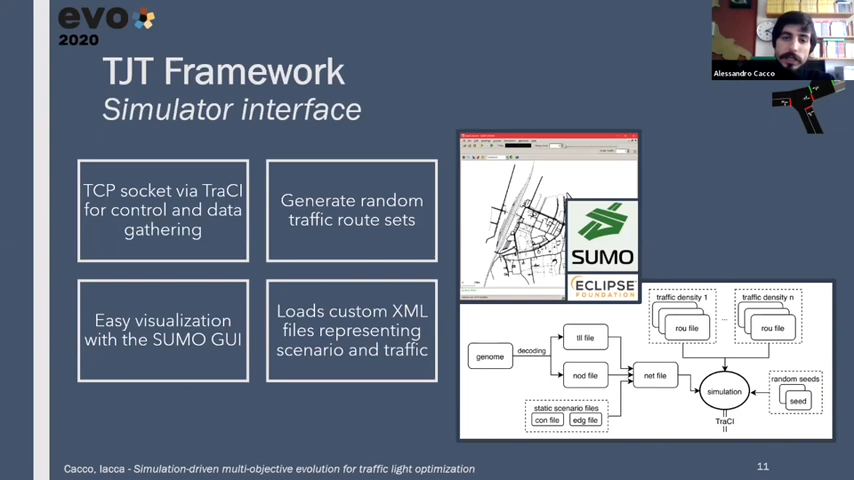 evo*
2020
Alessandro Cacco
TJT Framework
Simulator interface
TCP socket via TraCI
for control and data
gathering
Generate random
traffic route sets
Easy visualization
with the SUMO GUI
Loads custom XML
files representing
scenario and traffic
SUMO
ECLIPSE
FOUNDATION
traffic density 1
traffic density n
rou file
...
rou file
genome
decoding
tll file
nod file
net file
simulation
random seeds
seed
static scenario files
con file
edg file
TraCI
Cacco, Iacca - Simulation-driven multi-objective evolution for traffic light optimization
11